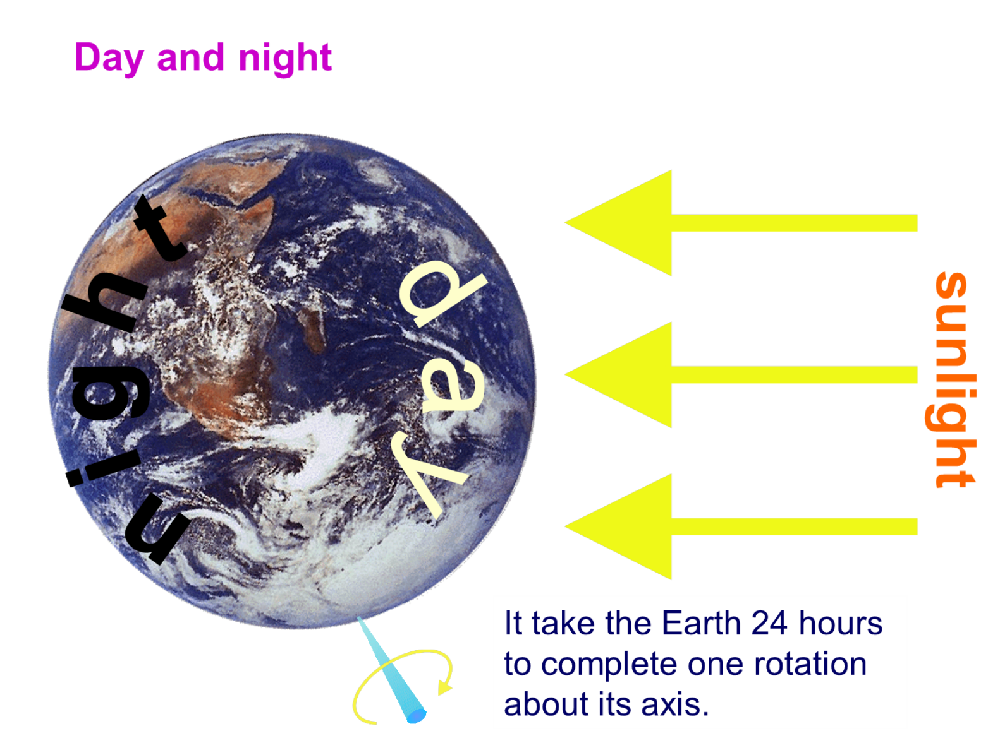 Day and night
night
day
sunlight
It take the Earth 24 hours
to complete one rotation
about its axis.